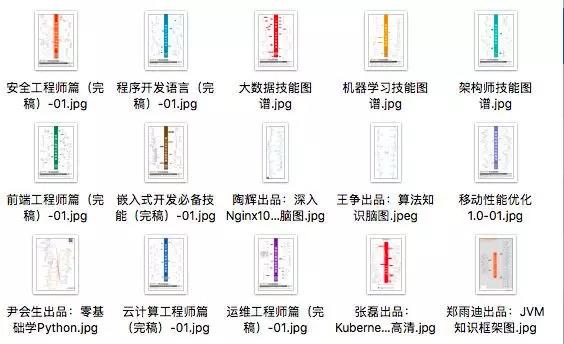 安全工程师篇（完
稿）-01.jpg
程序开发语言（完
稿）-01.jpg
大数据技能图
谱.jpg
机器学习技能图
谱.jpg
架构师技能图
谱.jpg
前端工程师篇（完
稿）-01.jpg
嵌入式开发必备技
能（完稿）-01.jpg
陶辉出品：深入
Nginx10...脑图.jpg
王争出品：算法知
识脑图.jpeg
移动性能优化
1.0-01.jpg
尹会生出品：零基
础学Python.jpg
云计算工程师篇
（完稿）-01.jpg
运维工程师篇（完
稿）-01.jpg
张磊出品：
Kuberne...高清.jpg
郑雨迪出品：JVM
知识框架图.jpg